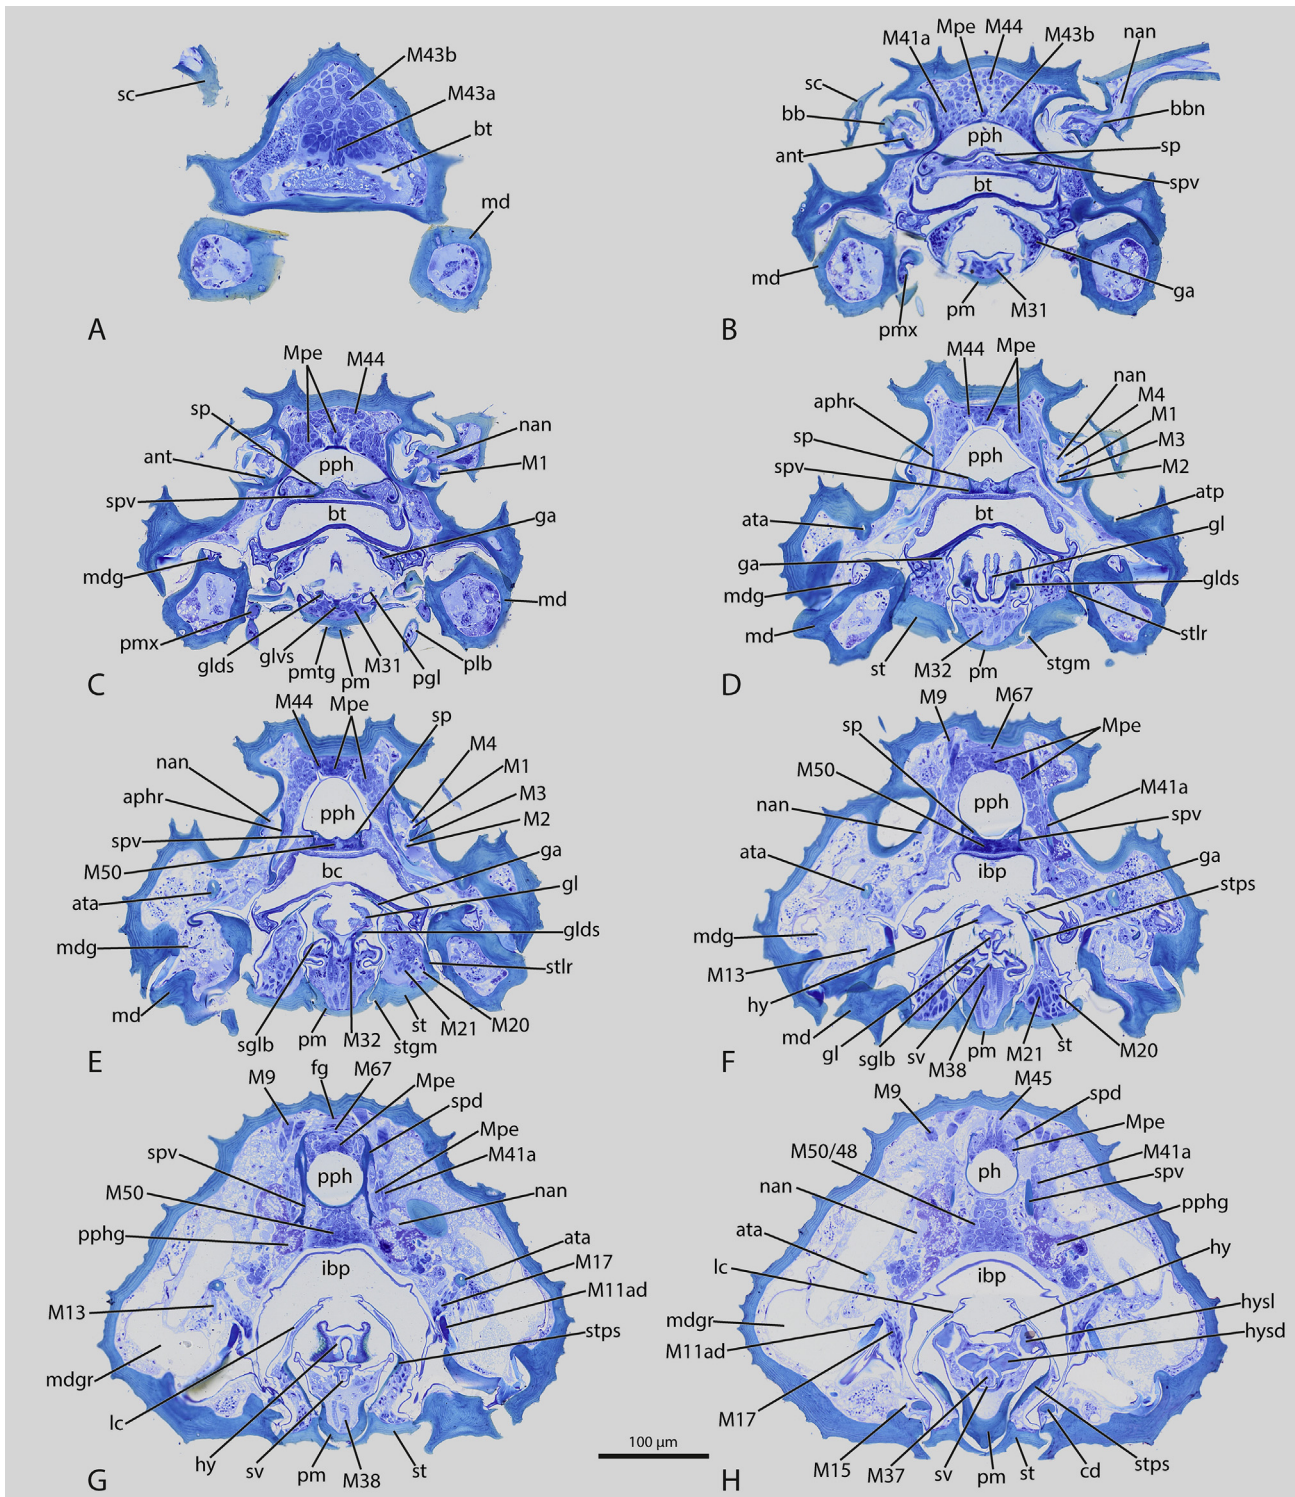 M43b
sc
M43a
bt
md
A
Mpe
M44
M41a
M43b
nan
sc
bb
bbn
pph
ant
sp
spv
bt
md
ga
pm
M31
pmx
B
Mpe
M44
sp
nan
ant
pph
M1
spv
bt
ga
mdg
md
pmx
glds
glvs
pmtg
pm
M31
pgl
plb
C
M44
Mpe
nan
aphr
M4
M1
sp
M3
pph
spv
M2
atp
bt
ata
gl
ga
glds
mdg
md
stlr
st
M32
pm
stgm
D
M44
Mpe
sp
M4
nan
M1
aphr
M3
pph
M2
spv
ga
M50
bc
gl
ata
glds
mdg
stlr
md
sglb
pm
M32
stgm
st
M21
M20
E
M9
M67
sp
Mpe
M50
pph
M41a
nan
spv
ata
ibp
ga
stps
mdg
M13
hy
md
gl
sglb
sv
M38
pm
M21
st
M20
F
fg
M9
M67
Mpe
spd
Mpe
spv
pph
M41a
M50
nan
pphg
ata
ibp
M17
M13
M11ad
stps
mdgr
lc
hy
sv
pm
M38
st
G
100 µm
M45
M9
spd
Mpe
M50/48
ph
M41a
nan
spv
pphg
ata
hy
lc
ibp
hysl
mdgr
hysd
M11ad
M17
M15
M37
sv
pm
st
cd
stps
H